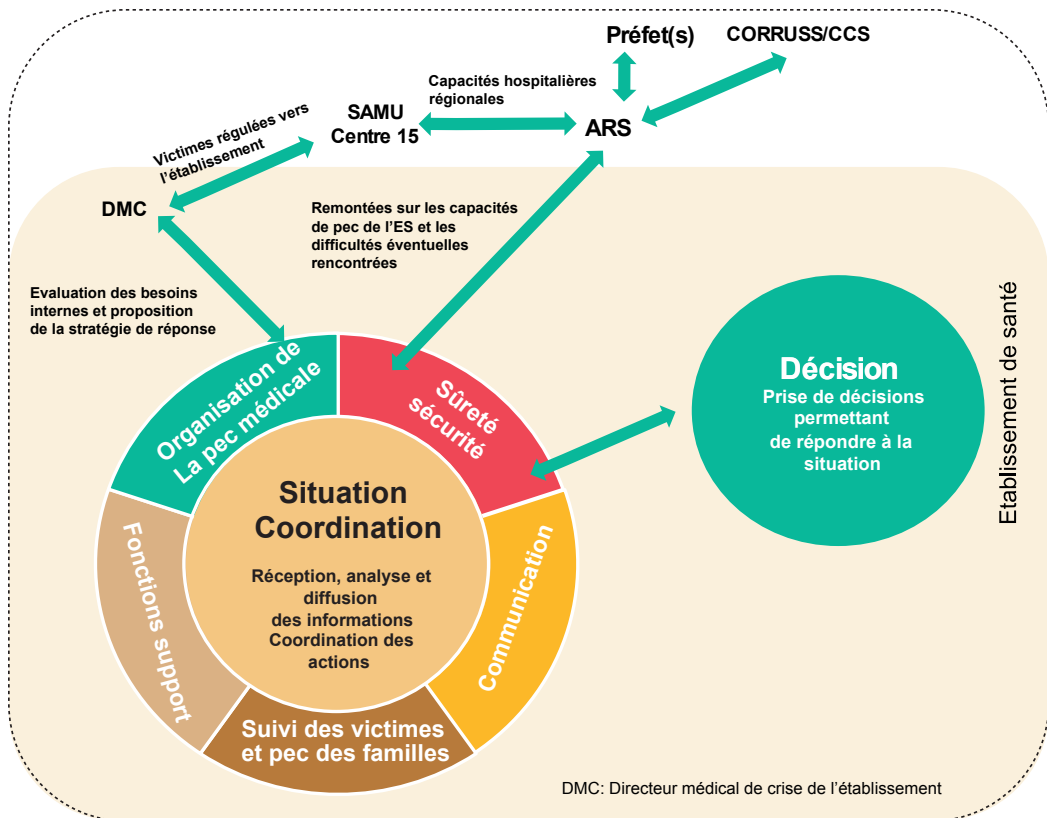 Préfet(s)
CORRUSS/CCS
Capacités hospitalières
régionales
SAMU
Centre 15
ARS
Victimes régulées vers
l’établissement
DMC
Remontées sur les capacités
de pec de l’ES et les
difficultés éventuelles
rencontrées
Evaluation des besoins
internes et proposition
de la stratégie de réponse
Etablissement de santé
Organisation de
La pec médicale
Sûreté
sécurité
Décision
Prise de décisions
permettant
de répondre à la
situation
Situation
Coordination
Réception, analyse et
diffusion
des informations
Coordination des
actions
Fonctions support
Communication
Suivi des victimes
et pec des familles
DMC: Directeur médical de crise de l’établissement